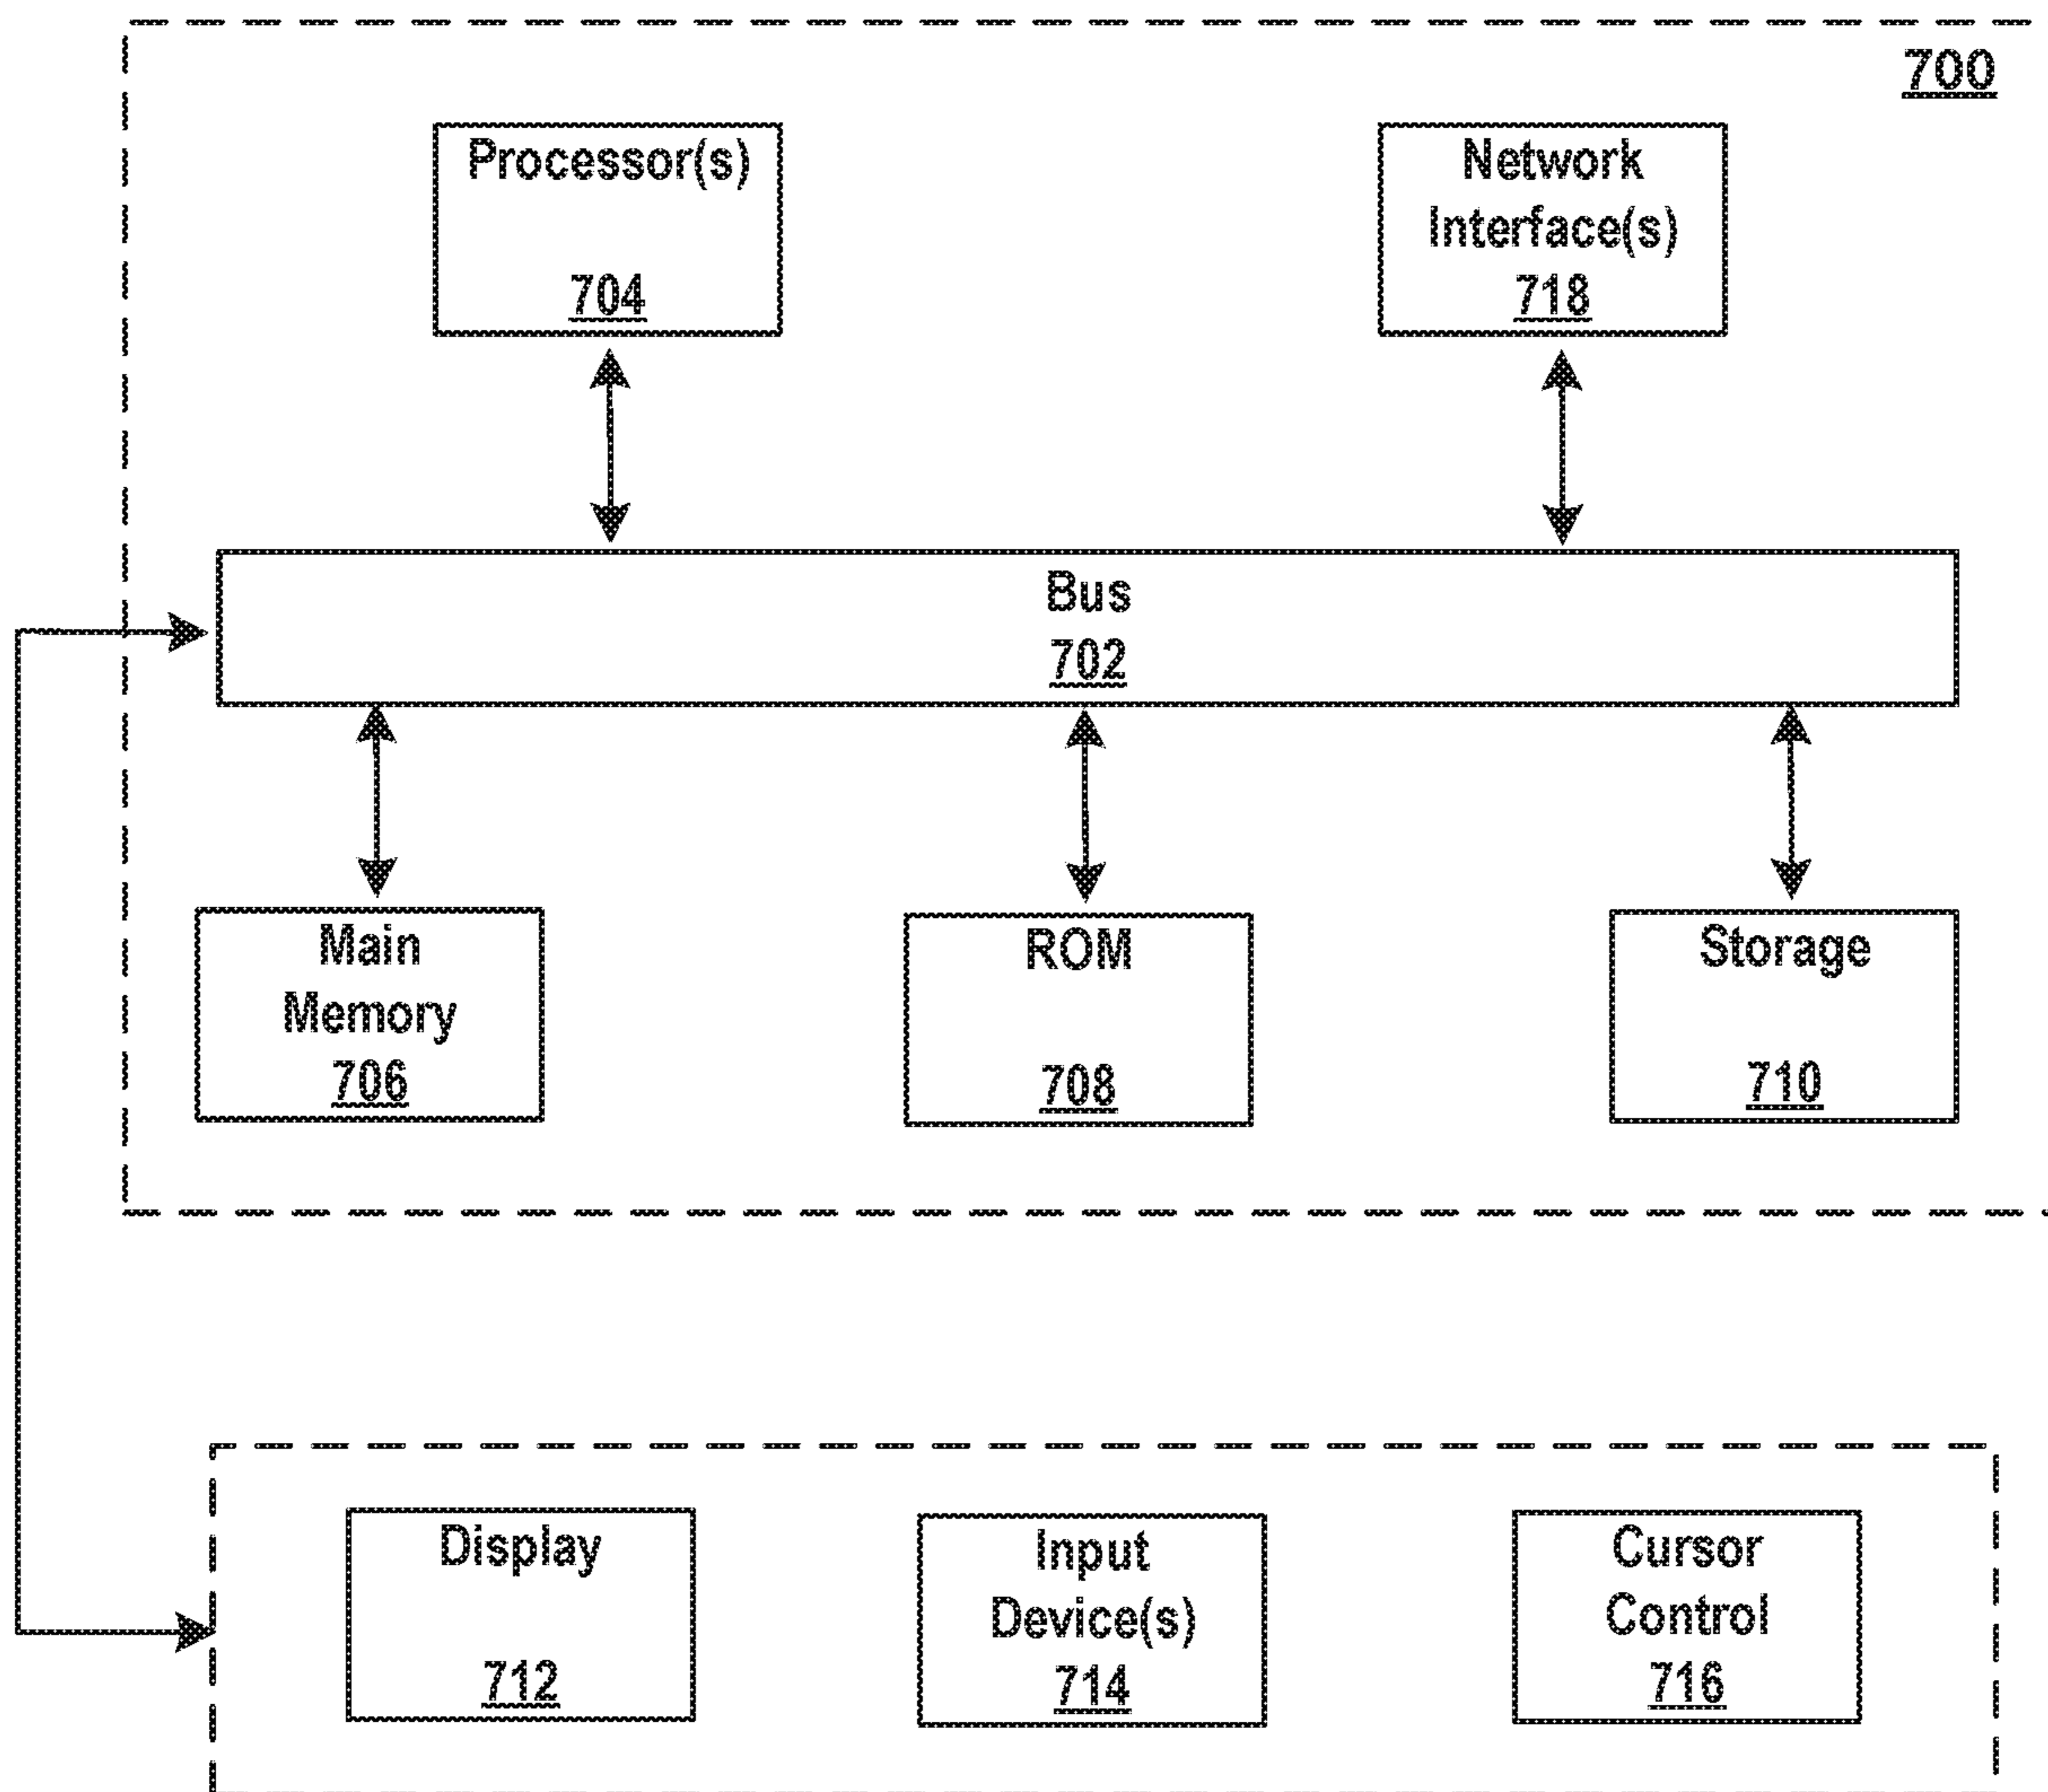 700
Processor(s)
704
Network
Interface(s)
718
Bus
702
Main
Memory
706
ROM
708
Storage
710
Display
712
Input
Device(s)
714
Cursor
Control
716